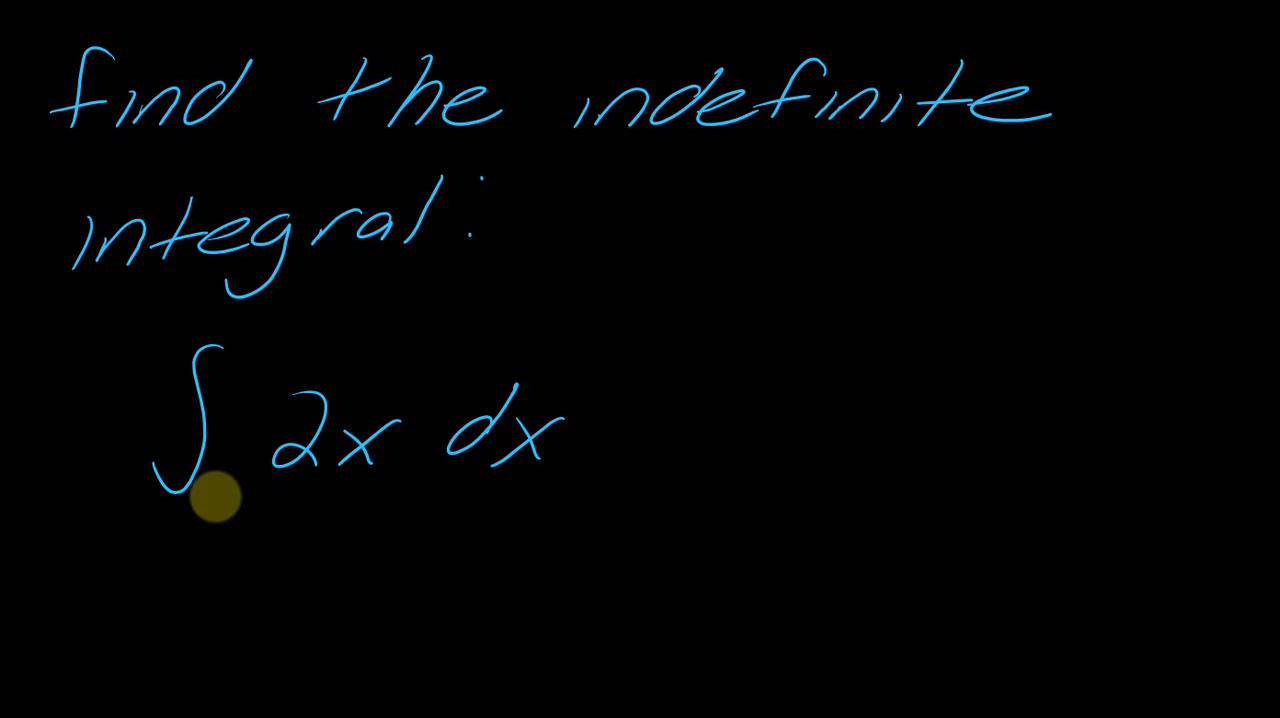 find the indefinite
integral:
∫ 2x dx